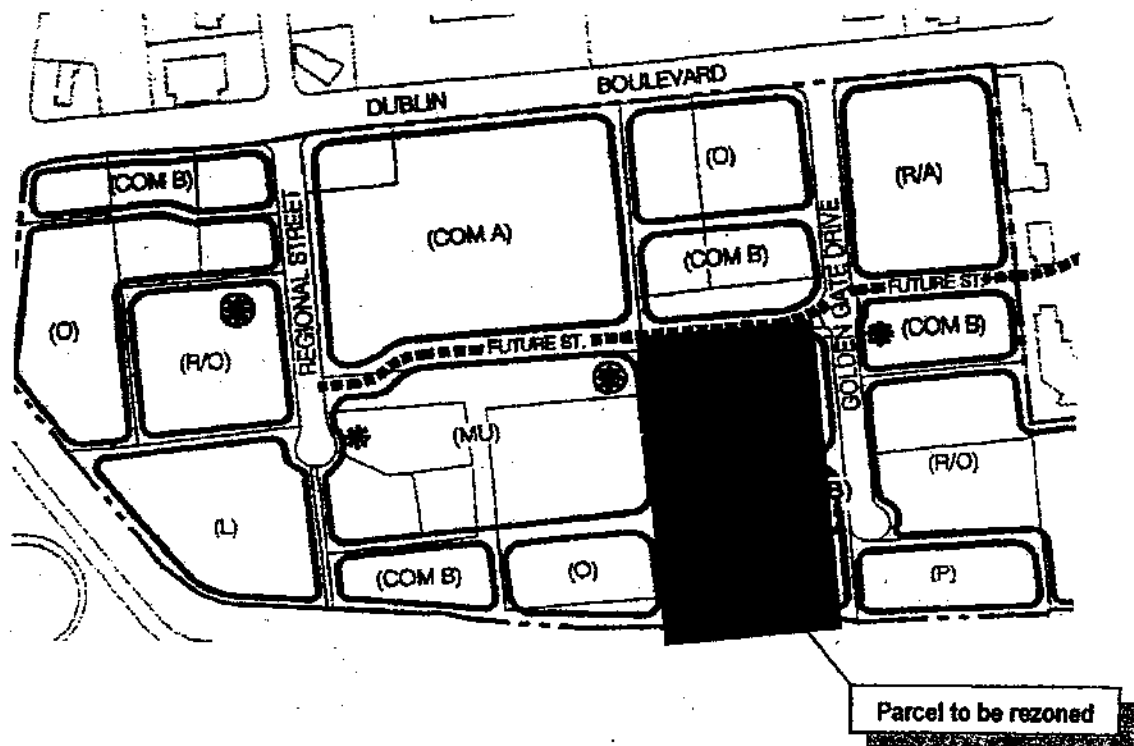 BOULEVARD
DUBLIN
(COM B)
(O)
(R/A)
REGIONAL STREET
(COM A)
GOLDEN GATE DRIVE
(COM B)
FUTURE ST.
(O)
(R/O)
FUTURE ST.
(COM B)
(MU)
(R/O)
B)
(L)
(COM B)
(O)
(P)
Parcel to be rezoned